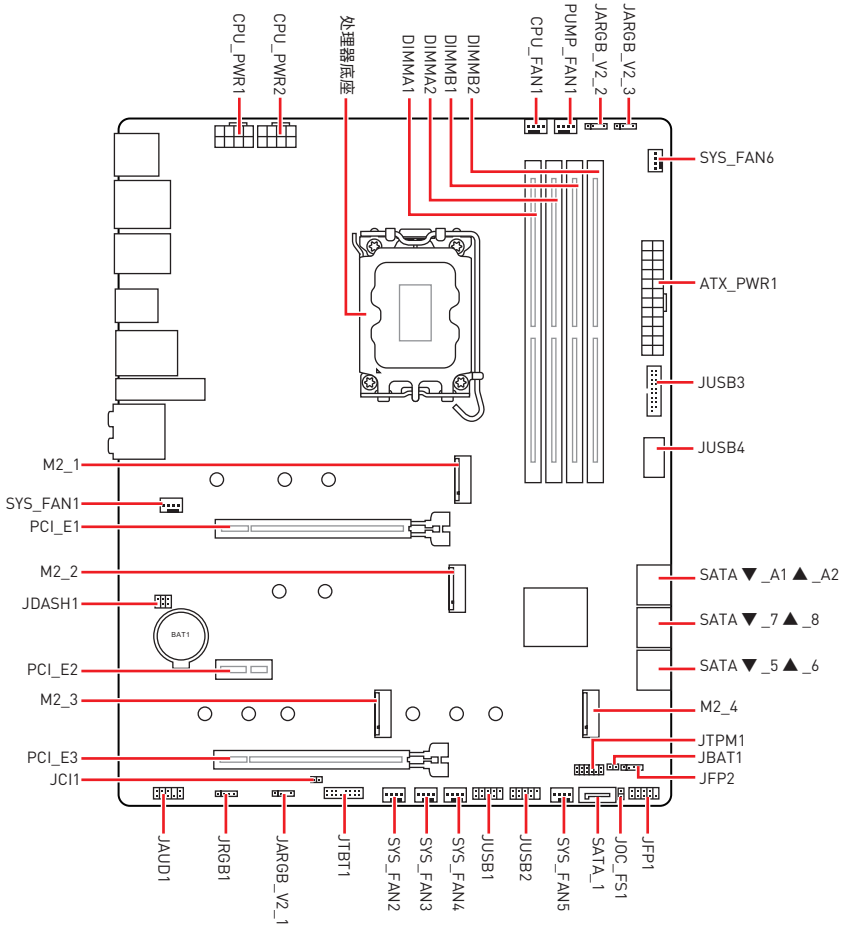 CPU_PWR1
CPU_PWR2
处理器底座
DIMMA1
DIMMA2
DIMMB1
DIMMB2
CPU_FAN1
PUMP_FAN1
JARGB_V2_2
JARGB_V2_3
SYS_FAN6
ATX_PWR1
JUSB3
JUSB4
M2_1
SYS_FAN1
PCI_E1
M2_2
SATA ▼ _A1 ▲ _A2
JDASH1
SATA ▼ _7 ▲ _8
BAT1
PCI_E2
SATA ▼ _5 ▲ _6
M2_3
M2_4
JTPM1
PCI_E3
JBAT1
JCI1
JFP2
JAUD1
JRGB1
JARGB_V2_1
JTBT1
SYS_FAN2
SYS_FAN3
SYS_FAN4
JUSB1
JUSB2
SYS_FAN5
SATA_1
JOC_FS1
JFP1